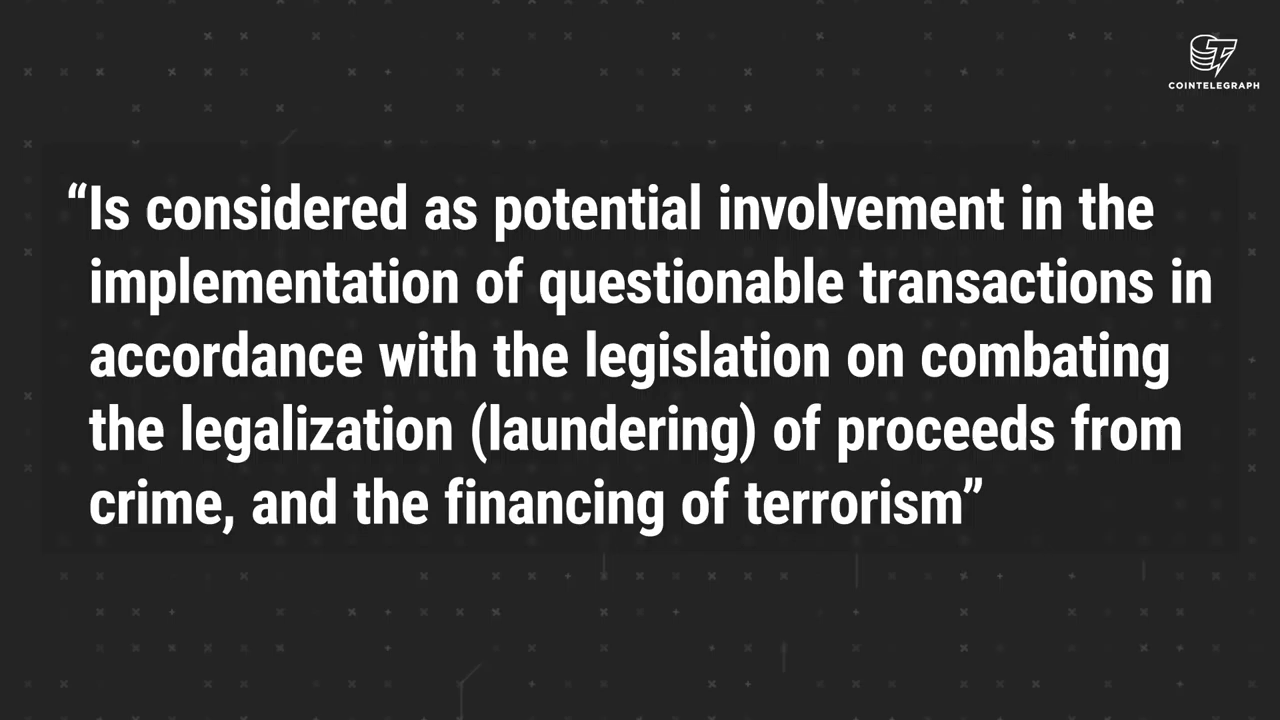 COINTELEGRAPH
“Is considered as potential involvement in the
implementation of questionable transactions in
accordance with the legislation on combating
the legalization (laundering) of proceeds from
crime, and the financing of terrorism”